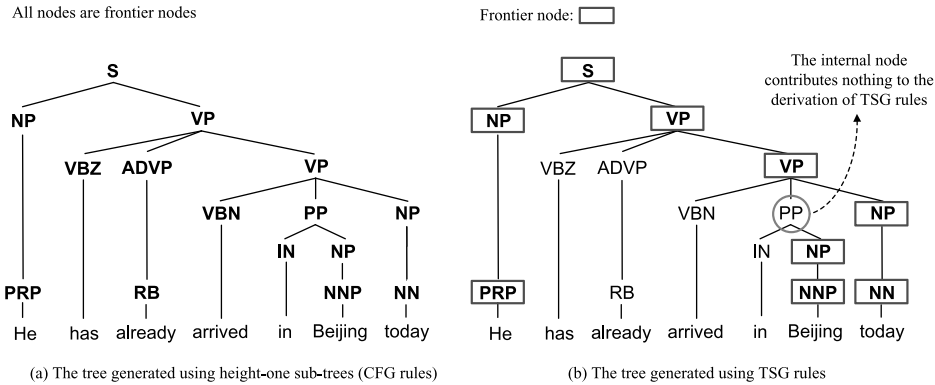 All nodes are frontier nodes
S
NP VP
VBZ ADVP VP
VBN PP NP
IN NP
PRP RB NNP NN
He has already arrived in Beijing today
(a) The tree generated using height-one sub-trees (CFG rules)
Frontier node:
The internal node
contributes nothing to the
derivation of TSG rules
S
NP VP
VBZ ADVP VP
VBN PP NP
IN NP
PRP RB NNP NN
He has already arrived in Beijing today
(b) The tree generated using TSG rules